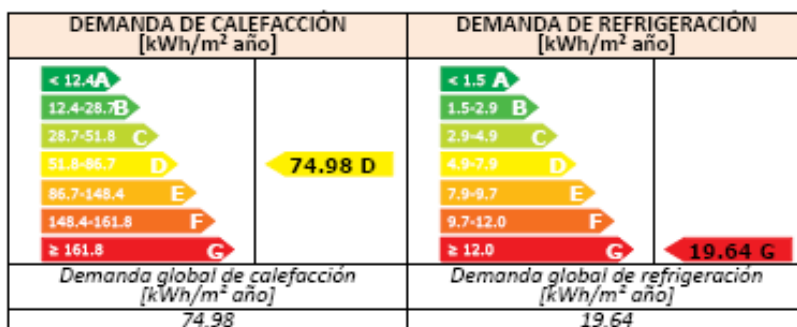 DEMANDA DE CALEFACCIÓN
[kWh/m² año]
< 12.4 A
12.4-28.7 B
28.7-51.8 C
51.8-86.7 D
86.7-148.4 E
148.4-161.8 F
≥ 161.8 G
74.98 D
Demanda global de calefacción
[kWh/m² año]
74.98
DEMANDA DE REFRIGERACIÓN
[kWh/m² año]
< 1.5 A
1.5-2.9 B
2.9-4.9 C
4.9-7.9 D
7.9-9.7 E
9.7-12.0 F
≥ 12.0 G
19.64 G
Demanda global de refrigeración
[kWh/m² año]
19.64